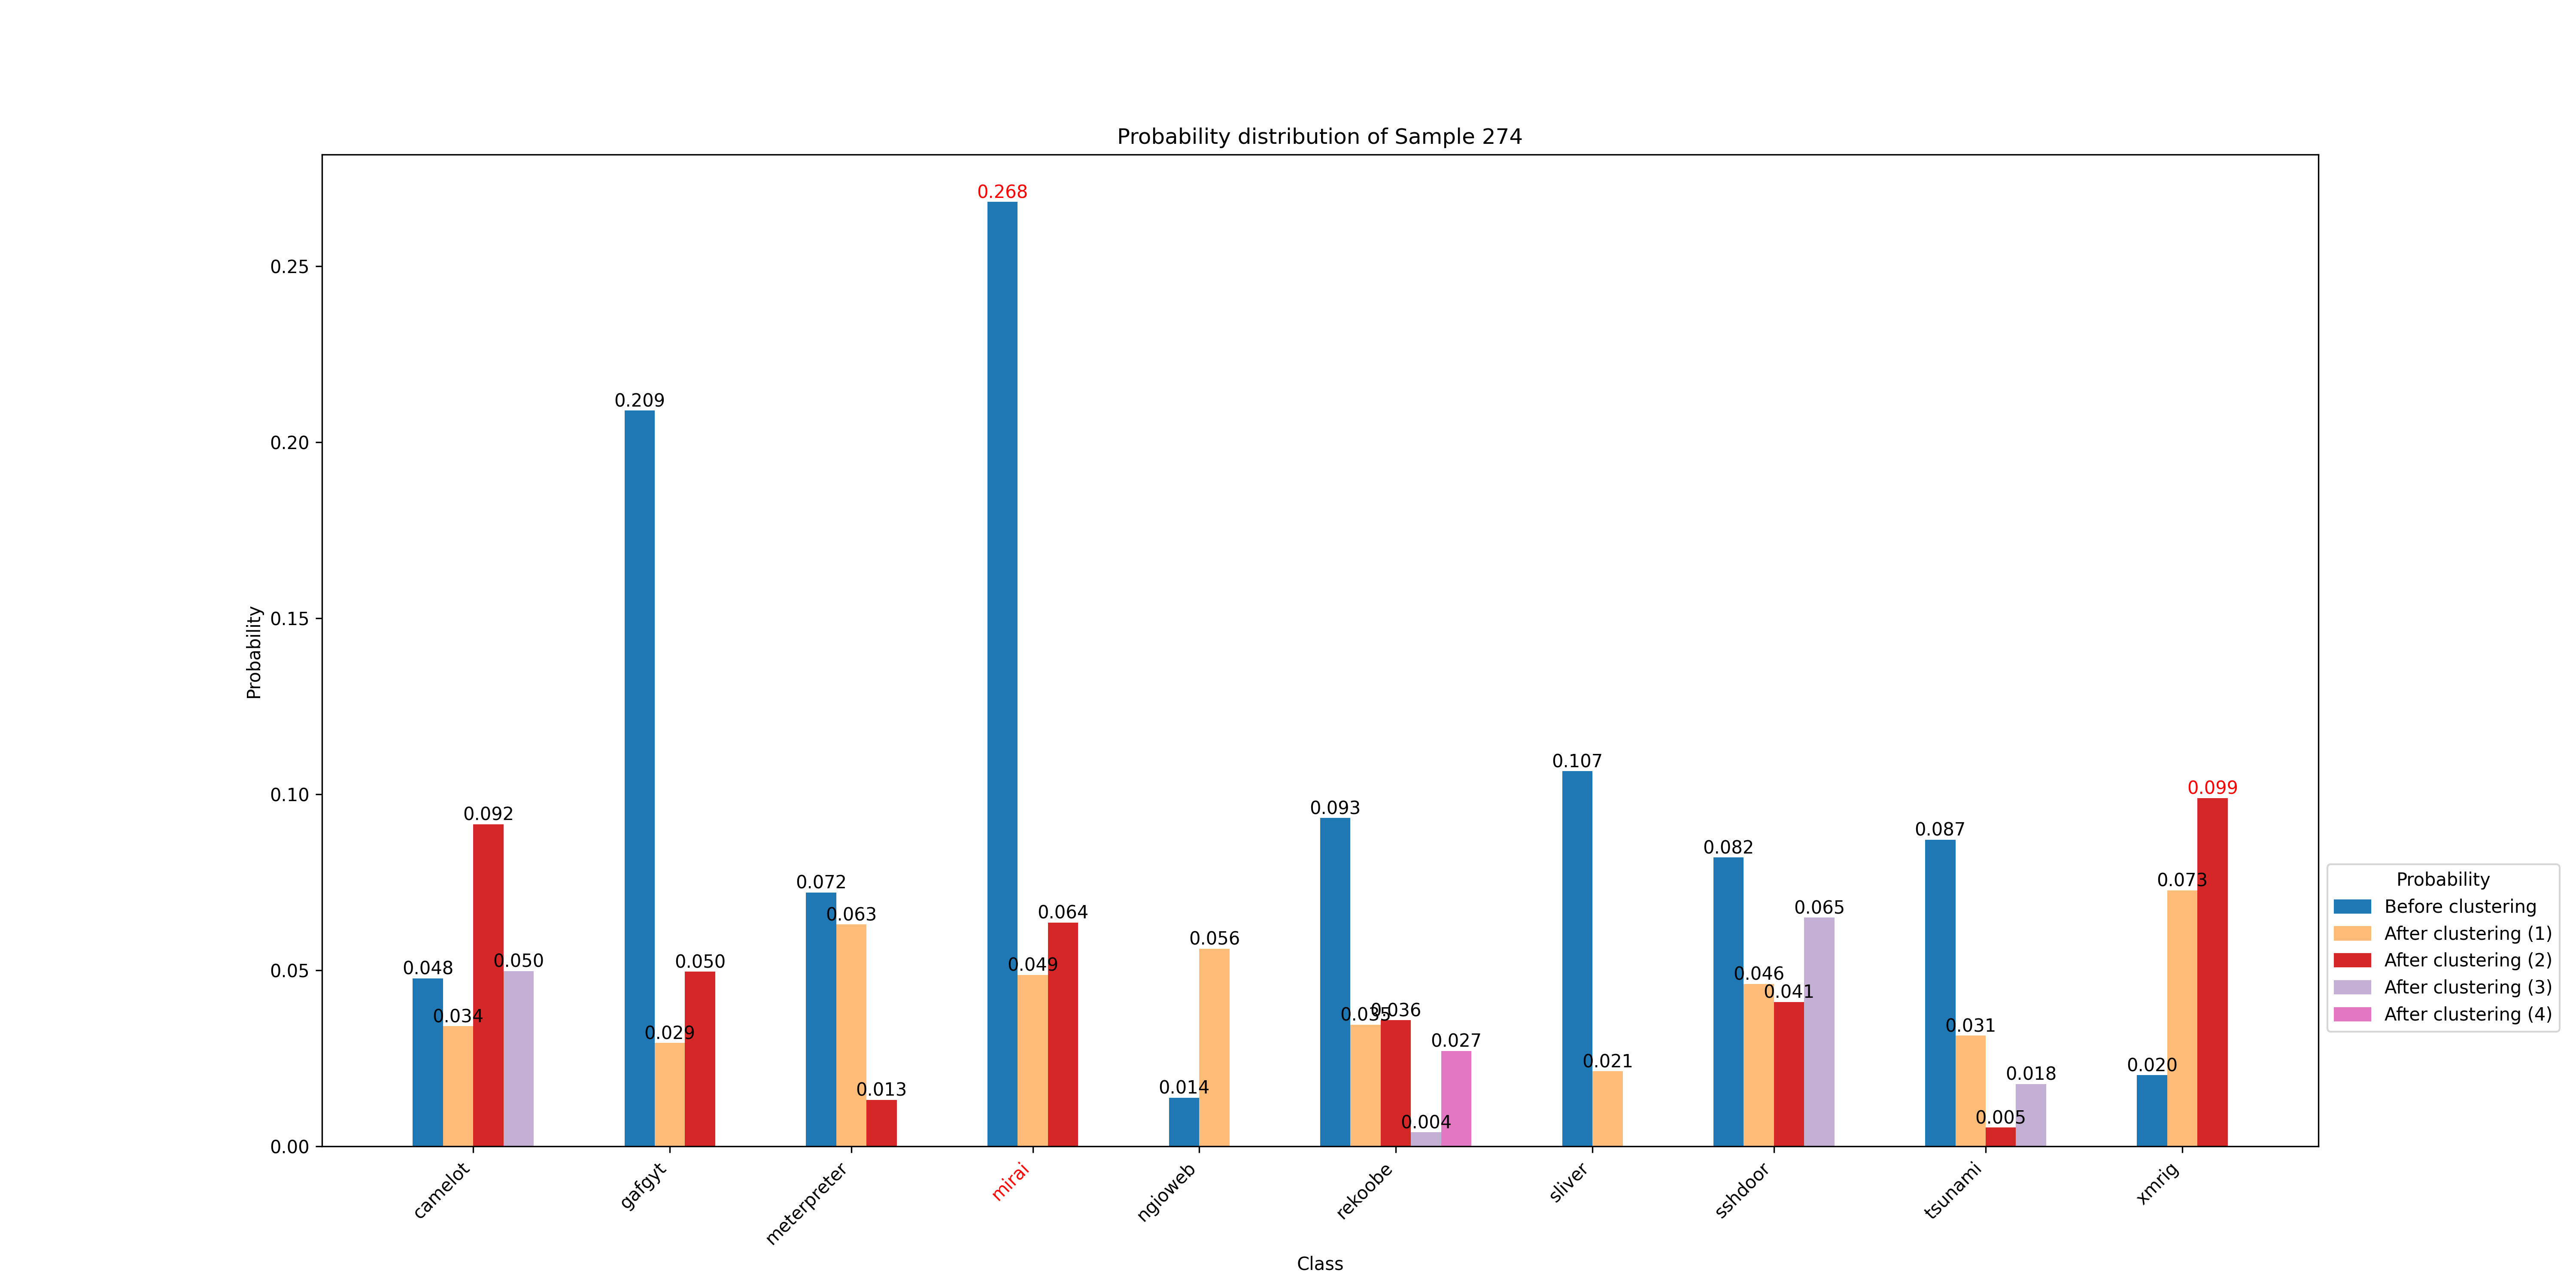 Probability distribution of Sample 274
0.268
0.25
0.209
0.20
0.15
0.107
0.10
0.099
0.092
0.093
0.087
0.082
0.072
0.073
0.063
0.064
0.065
0.056
0.05
0.048
0.034
0.050
0.029
0.050
0.013
0.049
0.014
0.035
0.036
0.004
0.027
0.021
0.046
0.041
0.031
0.005
0.018
0.020
0.00
Probability
camelot
gafgyt
meterpreter
mirai
ngioweb
rekoobe
sliver
sshdoor
tsunami
xmrig
Class
Probability
Before clustering
After clustering (1)
After clustering (2)
After clustering (3)
After clustering (4)